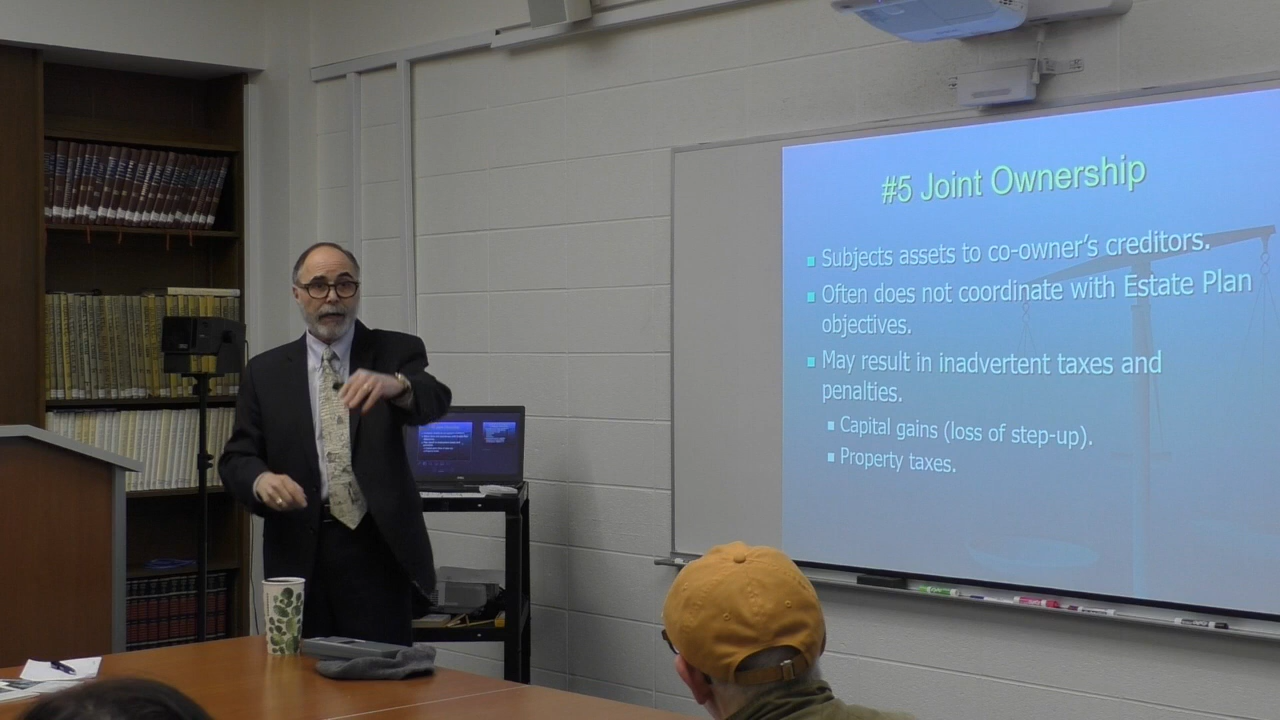 #5 Joint Ownership
Subjects assets to co-owner's creditors.
Often does not coordinate with Estate Plan
objectives.
May result in inadvertent taxes and
penalties.
Capital gains (loss of step-up).
Property taxes.